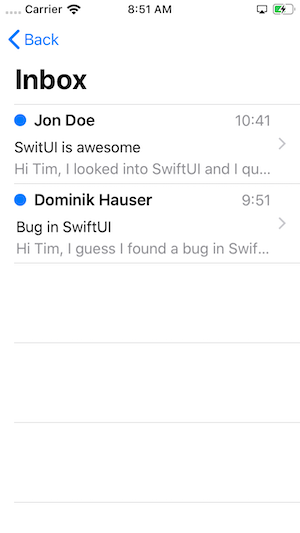 Carrier 8:51 AM
Back
Inbox
Jon Doe 10:41
SwitUI is awesome
Hi Tim, I looked into SwiftUI and I qu...
Dominik Hauser 9:51
Bug in SwiftUI
Hi Tim, I guess I found a bug in Swif...